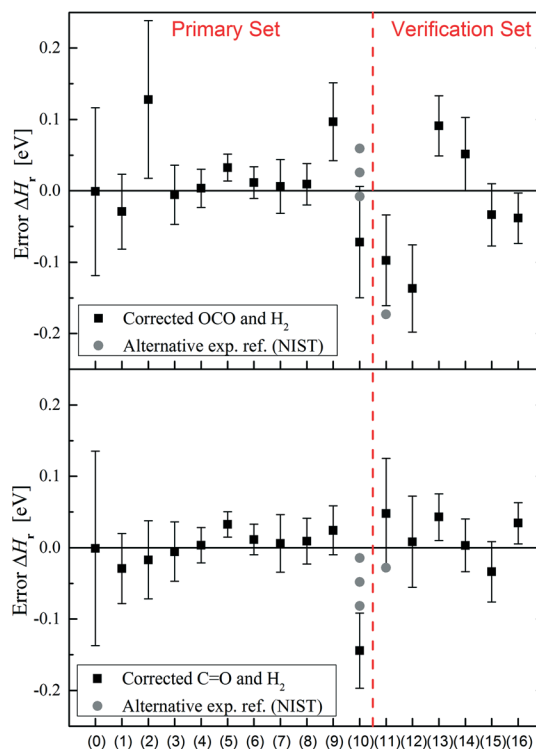 Primary Set
Verification Set
Error ΔHr [eV]
0.2
0.1
0.0
-0.1
-0.2
Corrected OCO and H2
Alternative exp. ref. (NIST)
Error ΔHr [eV]
0.2
0.1
0.0
-0.1
-0.2
Corrected C=O and H2
Alternative exp. ref. (NIST)
(0) (1) (2) (3) (4) (5) (6) (7) (8) (9) (10) (11) (12) (13) (14) (15) (16)